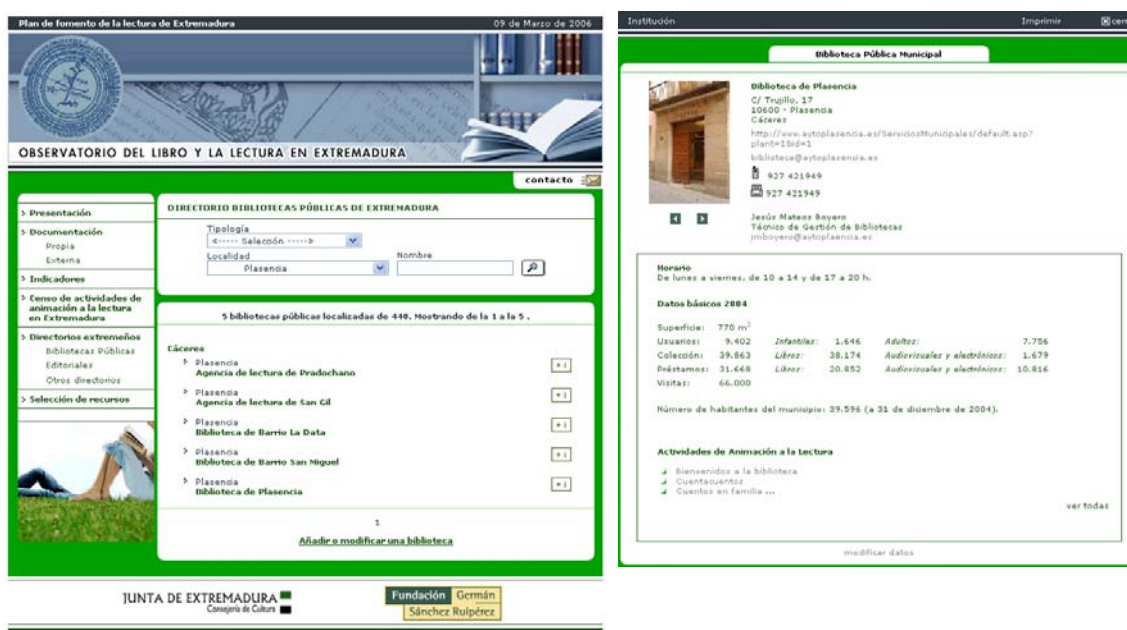 Plan de fomento de la lectura de Extremadura
09 de Marzo de 2006
OBSERVATORIO DEL LIBRO Y LA LECTURA EN EXTREMADURA
contacto
> Presentación
> Documentación
Propia
Externa
> Indicadores
> Censo de actividades de
animación a la lectura
en Extremadura
> Directorios extremeños
Bibliotecas Públicas
Editoriales
Otros directorios
> Selección de recursos
DIRECTORIO BIBLIOTECAS PÚBLICAS DE EXTREMADURA
Tipología
<----- Selección ----->
Localidad
Nombre
Plasencia
5 bibliotecas públicas localizadas de 440. Mostrando de la 1 a la 5 .
Cáceres
> Plasencia
Agencia de lectura de Pradochano
+ i
> Plasencia
Agencia de lectura de San Gil
+ i
> Plasencia
Biblioteca de Barrio La Data
+ i
> Plasencia
Biblioteca de Barrio San Miguel
+ i
> Plasencia
Biblioteca de Plasencia
+ i
1
Añadir o modificar una biblioteca
JUNTA DE EXTREMADURA
Consejería de Cultura
Fundación Germán
Sánchez Ruipérez
Institución
Imprimir
cerr
Biblioteca Pública Municipal
Biblioteca de Plasencia
C/ Trujillo, 17
10600 - Plasencia
Cáceres
http://www.aytoplasencia.es/ServiciosMunicipales/default.asp?
plant=1&id=1
biblioteca@aytoplasencia.es
927 421949
927 421949
Jesús Mateos Boyero
Técnico de Gestión de Bibliotecas
jmboyero@aytoplaencia.es
Horario
De lunes a viernes, de 10 a 14 y de 17 a 20 h.
Datos básicos 2004
Superficie: 770 m²
Usuarios: 9.402 Infantiles: 1.646 Adultos: 7.756
Colección: 39.863 Libros: 38.174 Audiovisuales y electrónicos: 1.679
Préstamos: 31.668 Libros: 20.852 Audiovisuales y electrónicos: 10.816
Visitas: 66.000
Número de habitantes del municipio: 39.596 (a 31 de diciembre de 2004).
Actividades de Animación a la Lectura
Bienvenidos a la biblioteca
Cuentacuentos
Cuentos en familia ...
ver todas
modificar datos